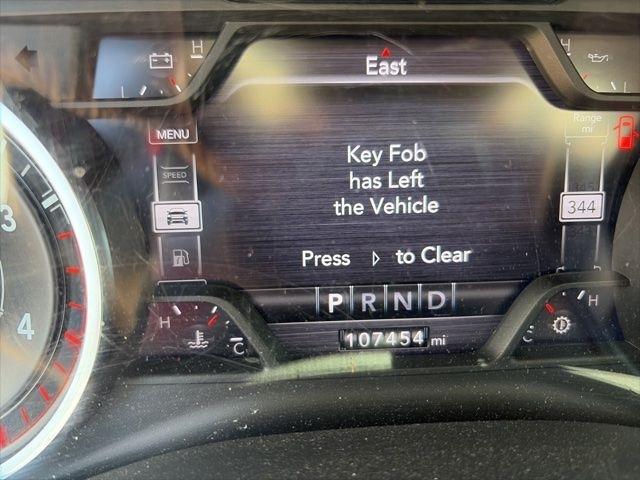 H
East
H
MENU
Range
mi
Key Fob
has Left
the Vehicle
SPEED
344
3
Press ▷ to Clear
4
P R N D
H
H
C
107454 mi
C